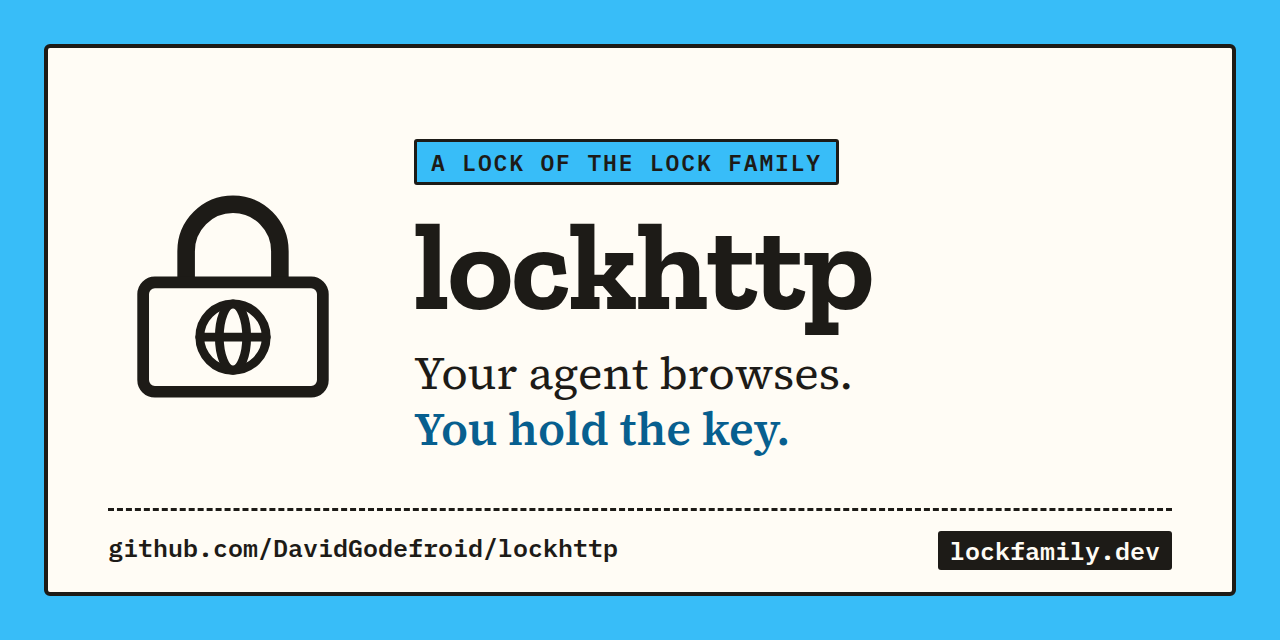 A LOCK OF THE LOCK FAMILY
lockhttp
Your agent browses.
You hold the key.
github.com/DavidGodefroid/lockhttp
lockfamily.dev